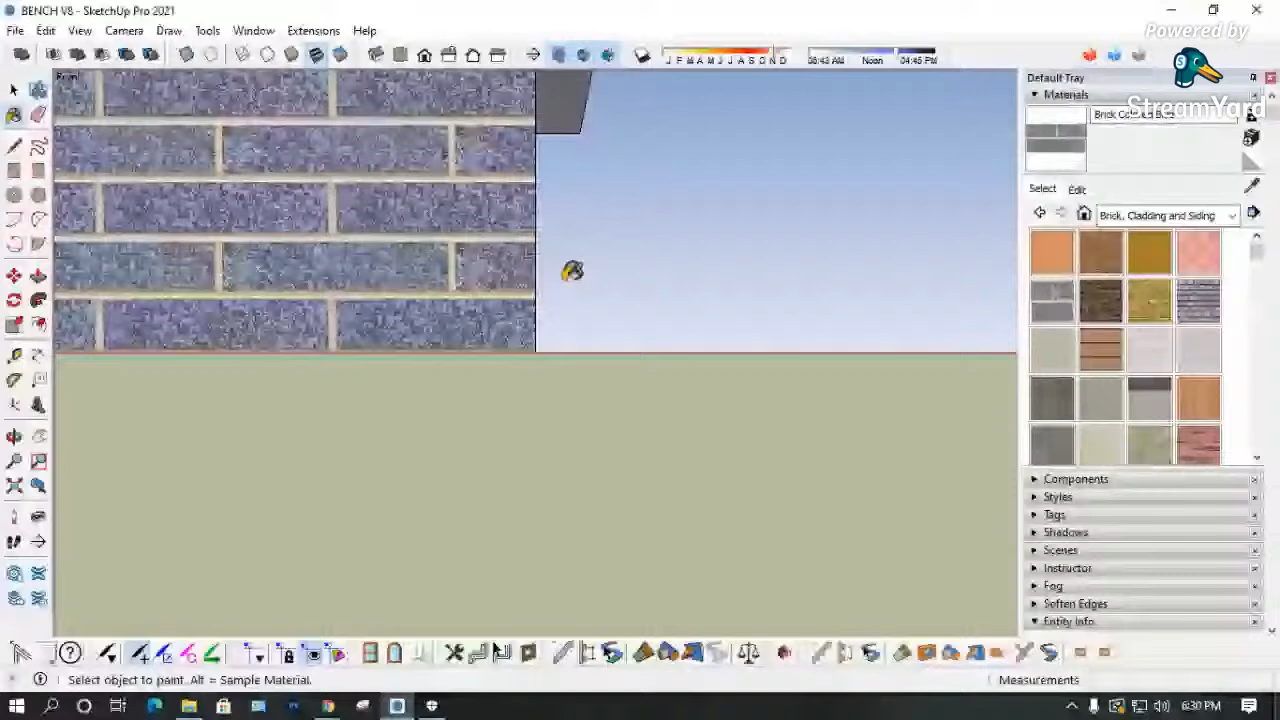 BENCH V8 - SketchUp Pro 2021
Powered by
File Edit View Camera Draw Tools Window Extensions Help
J F M A M J J A S O N D
06:43 AM Noon 04:45 PM
StreamYard
Default Tray
Materials
Select Edit
Brick, Cladding and Siding
Components
Styles
Tags
Shadows
Scenes
Instructor
Fog
Soften Edges
Entity Info
Select object to paint. Alt = Sample Material.
Measurements
6:30 PM